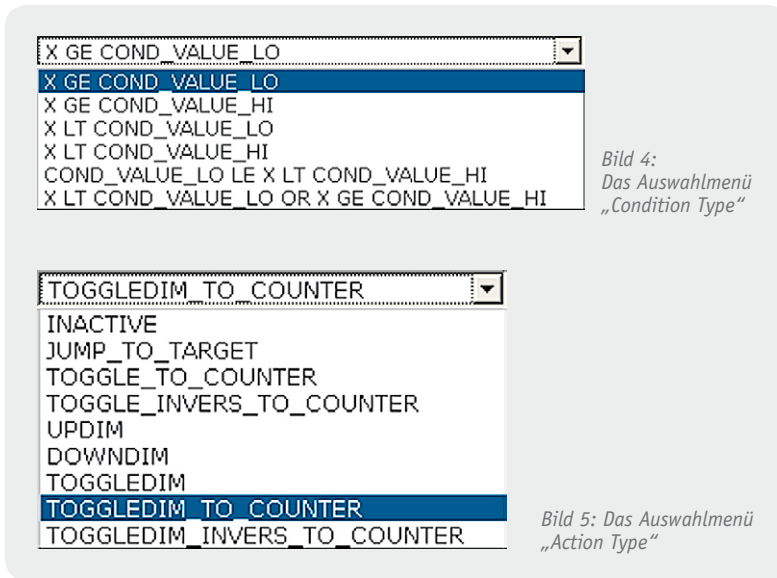 X GE COND_VALUE_LO
X GE COND_VALUE_LO
X GE COND_VALUE_HI
X LT COND_VALUE_LO
X LT COND_VALUE_HI
COND_VALUE_LO LE X LT COND_VALUE_HI
X LT COND_VALUE_LO OR X GE COND_VALUE_HI
Bild 4:
Das Auswahlmenü
„Condition Type“
TOGGLEDIM_TO_COUNTER
INACTIVE
JUMP_TO_TARGET
TOGGLE_TO_COUNTER
TOGGLE_INVERS_TO_COUNTER
UPDIM
DOWNDIM
TOGGLEDIM
TOGGLEDIM_TO_COUNTER
TOGGLEDIM_INVERS_TO_COUNTER
Bild 5: Das Auswahlmenü
„Action Type“